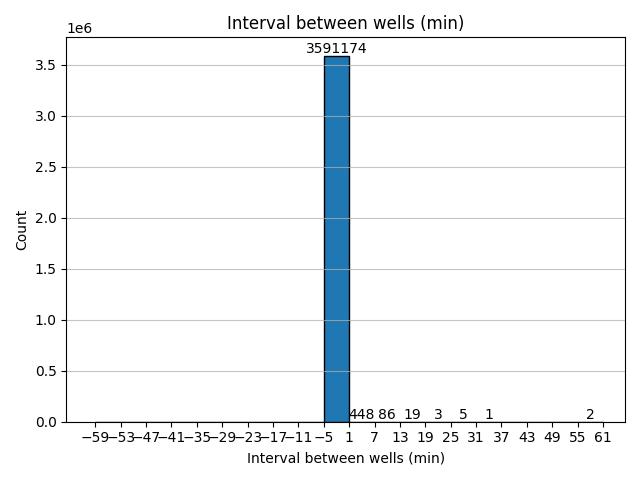 Interval between wells (min)
1e6
3591174
3.5
3.0
2.5
2.0
1.5
1.0
0.5
0.0
Count
448 86 19 3 5 1 2
−59 −53 −47 −41 −35 −29 −23 −17 −11 −5 1 7 13 19 25 31 37 43 49 55 61
Interval between wells (min)